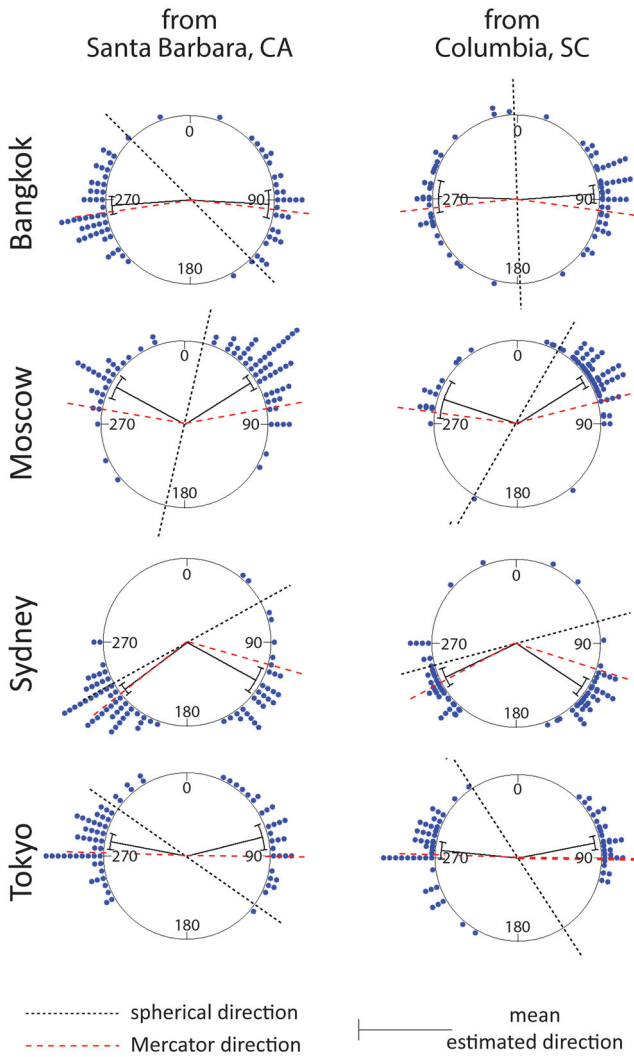 from
Santa Barbara, CA
from
Columbia, SC
Bangkok
0
270
90
180
0
270
90
180
Moscow
0
270
90
180
0
270
90
180
Sydney
0
270
90
180
0
270
90
180
Tokyo
0
270
90
180
0
270
90
180
spherical direction
Mercator direction
mean
estimated direction